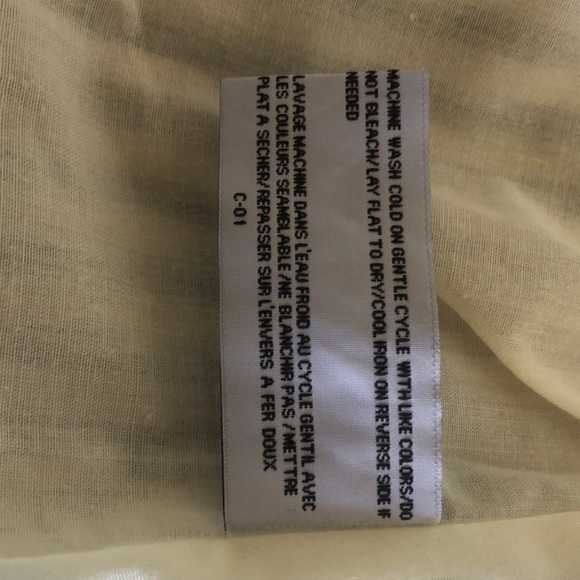 MACHINE WASH COLD ON GENTLE CYCLE WITH LIKE COLORS/DO
NOT BLEACH/LAY FLAT TO DRY/COOL IRON ON REVERSE SIDE IF
NEEDED
LAVAGE MACHINE DANS L'EAU FROID AU CYCLE GENTIL AVEC
LES COULEURS SEAMBLABLE /NE BLANCHIR PAS /METTRE
PLAT A SECHER/REPASSER SUR L'ENVERS A FER DOUX
C-01